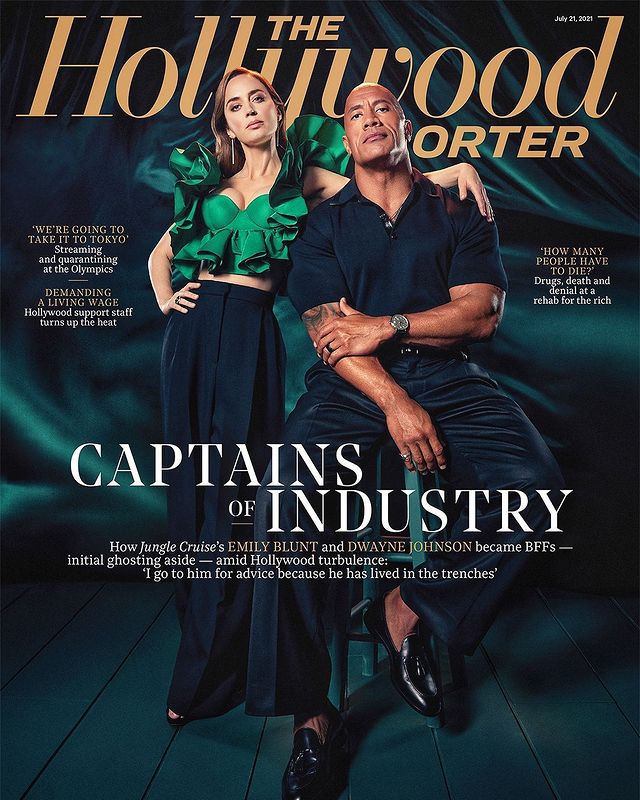 July 21, 2021
THE
Hollywood
ORTER
'WE'RE GOING TO
TAKE IT TO TOKYO'
Streaming
and quarantining
at the Olympics
DEMANDING
A LIVING WAGE
Hollywood support staff
turns up the heat
'HOW MANY
PEOPLE HAVE
TO DIE?'
Drugs, death and
denial at a
rehab for the rich
CAPTAINS
OF INDUSTRY
How Jungle Cruise's EMILY BLUNT and DWAYNE JOHNSON became BFFs —
initial ghosting aside — amid Hollywood turbulence:
'I go to him for advice because he has lived in the trenches'